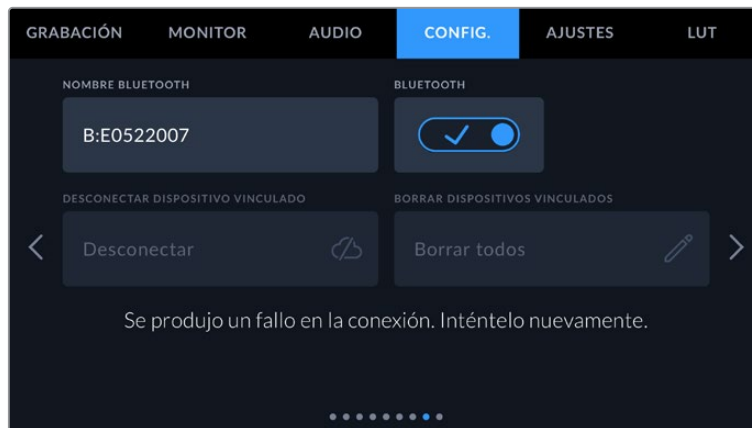 GRABACIÓN MONITOR AUDIO CONFIG. AJUSTES LUT
NOMBRE BLUETOOTH BLUETOOTH
B:E0522007
DESCONECTAR DISPOSITIVO VINCULADO BORRAR DISPOSITIVOS VINCULADOS
Desconectar Borrar todos
Se produjo un fallo en la conexión. Inténtelo nuevamente.